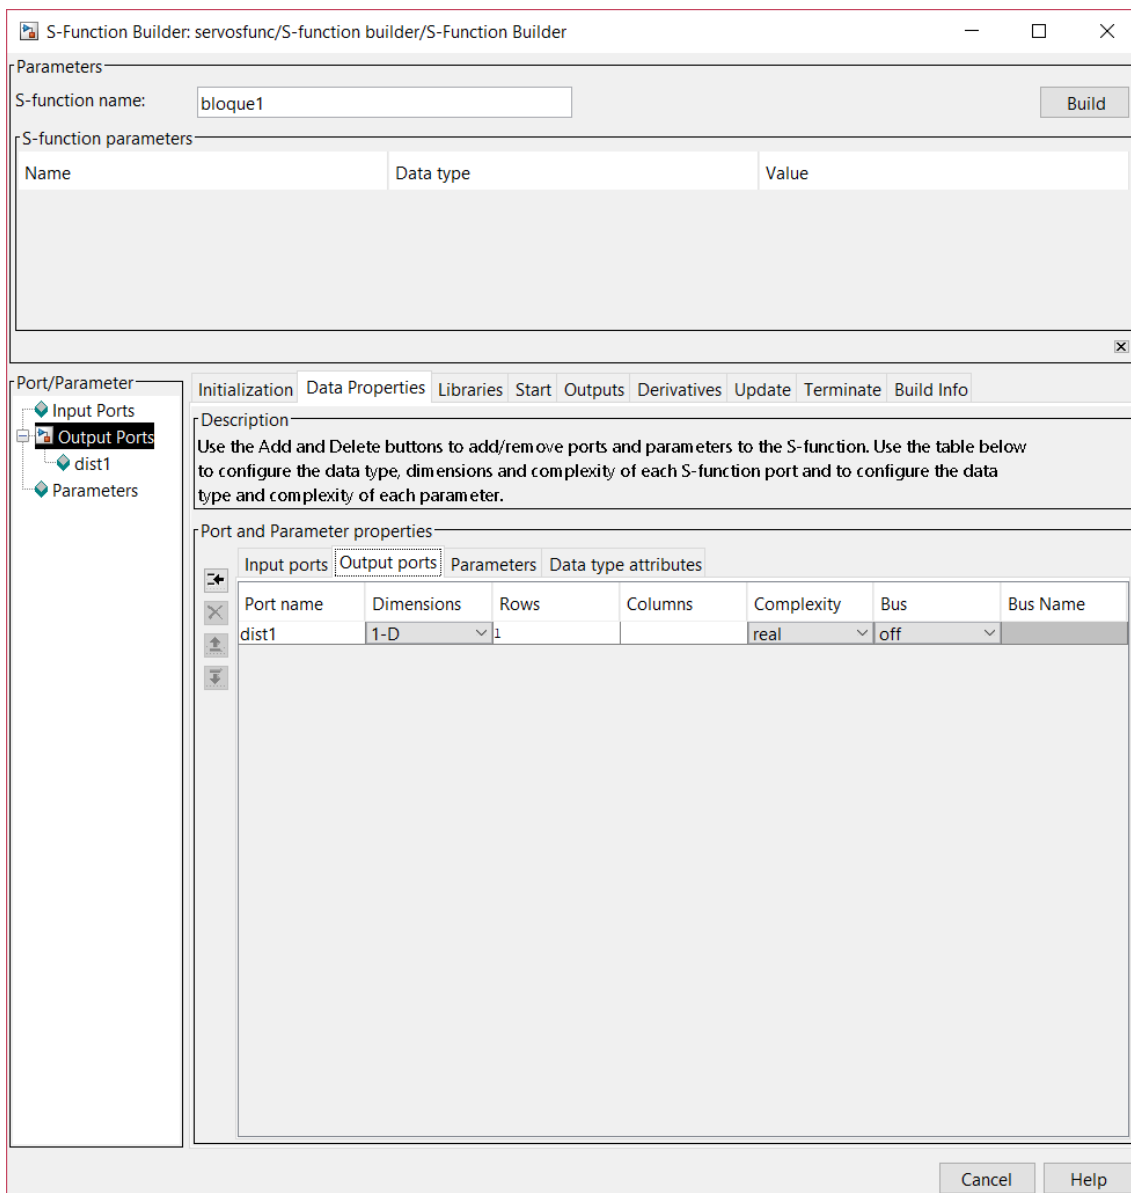 S-Function Builder: servosfunc/S-function builder/S-Function Builder
Parameters
S-function name: bloque1 Build
S-function parameters
Name Data type Value
Port/Parameter
Input Ports
Output Ports
dist1
Parameters
Initialization Data Properties Libraries Start Outputs Derivatives Update Terminate Build Info
Description
Use the Add and Delete buttons to add/remove ports and parameters to the S-function. Use the table below
to configure the data type, dimensions and complexity of each S-function port and to configure the data
type and complexity of each parameter.
Port and Parameter properties
Input ports Output ports Parameters Data type attributes
Port name Dimensions Rows Columns Complexity Bus Bus Name
dist1 1-D 1 real off
Cancel Help